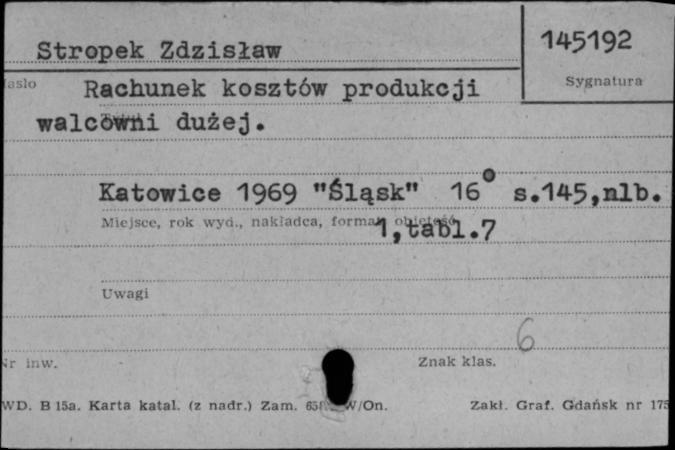 Stropek Zdzisław
145192
Sygnatura
Rachunek kosztów produkcji
walcowni dużej.
Katowice 1969 "Śląsk" 16° s.145,nlb.
Miejsce, rok wyd., nakładca, format, objętość
1,tabl.7
Uwagi
6
Nr inw.
Znak klas.
WD. B 15a. Karta katal. (z nadr.) Zam. W/On.
Zakł. Graf. Gdańsk nr 175